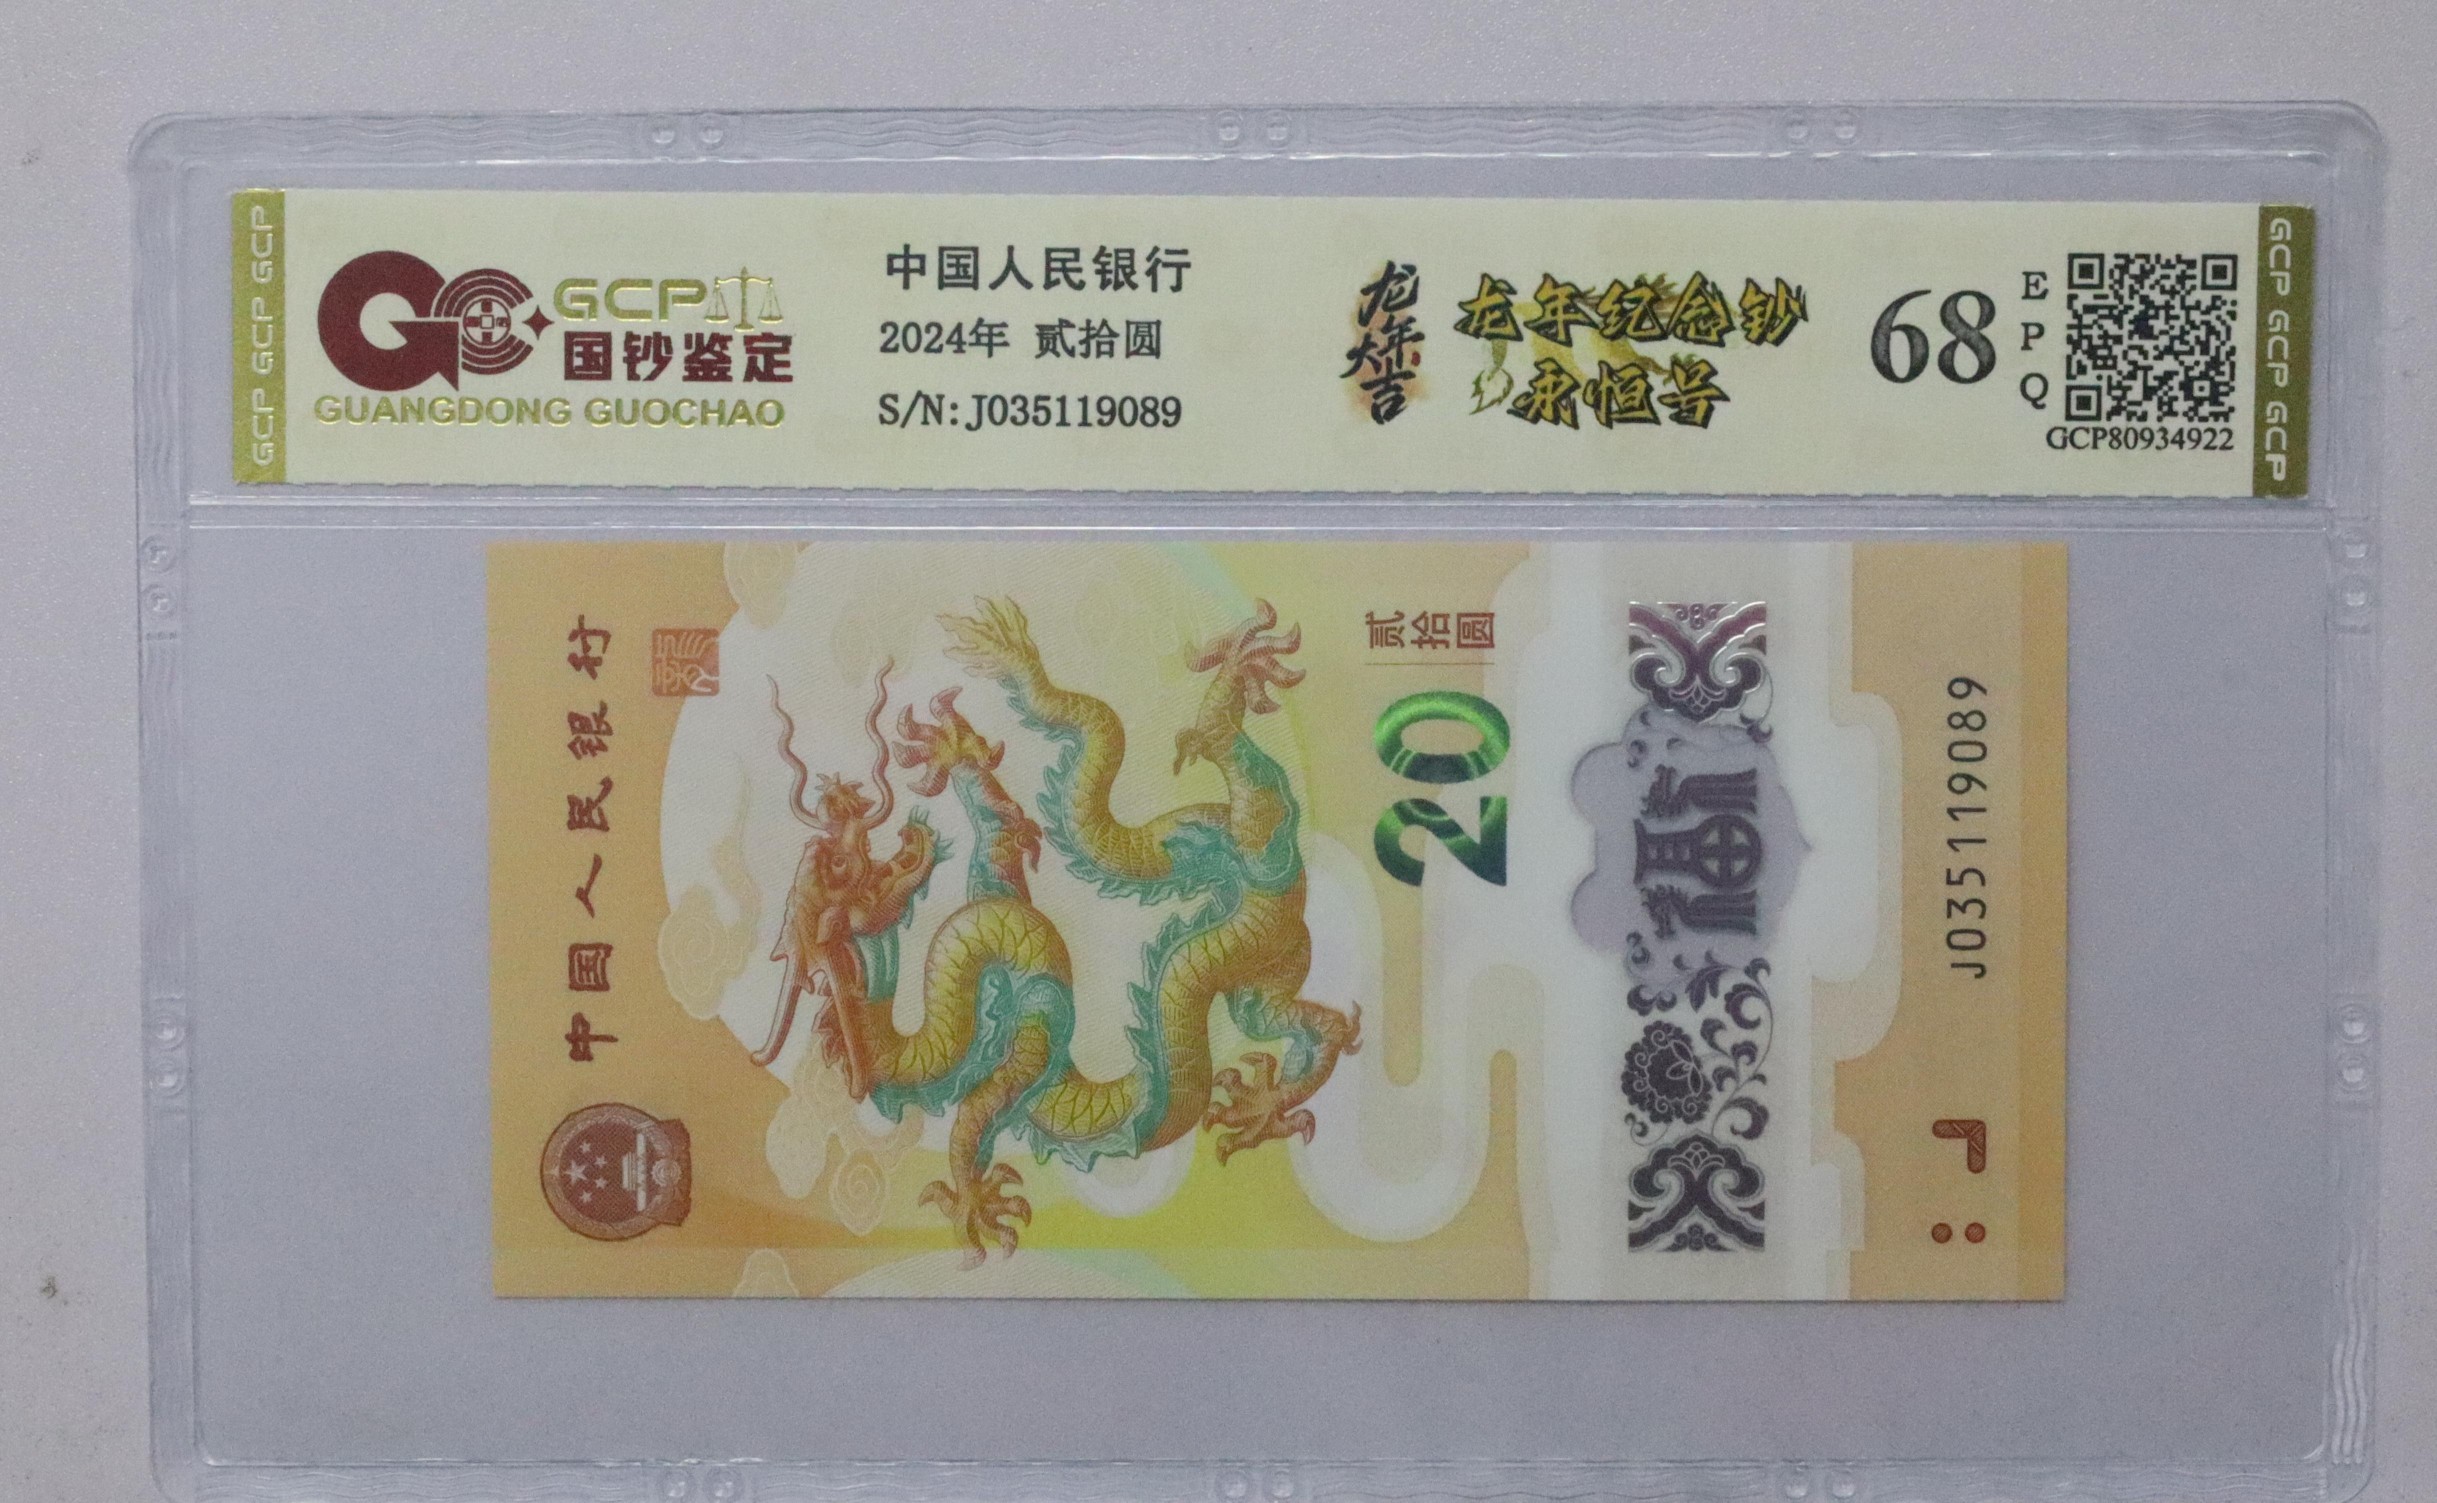 GCP GCP GCP
GCP
国钞鉴定
GUANGDONG GUOCHAO
中国人民银行
2024年 贰拾圆
S/N:J035119089
龙年大吉
龙年纪念钞
永恒号
68
EPQ
GCP80934922
GCP GCP GCP
中国人民银行
贰拾圆
20
福
J035119089